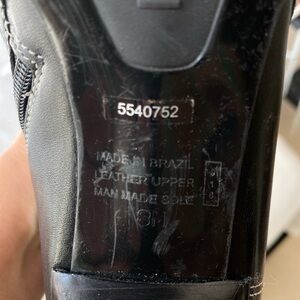 5540752
MADE IN BRAZIL
LEATHER UPPER
MAN MADE SOLE